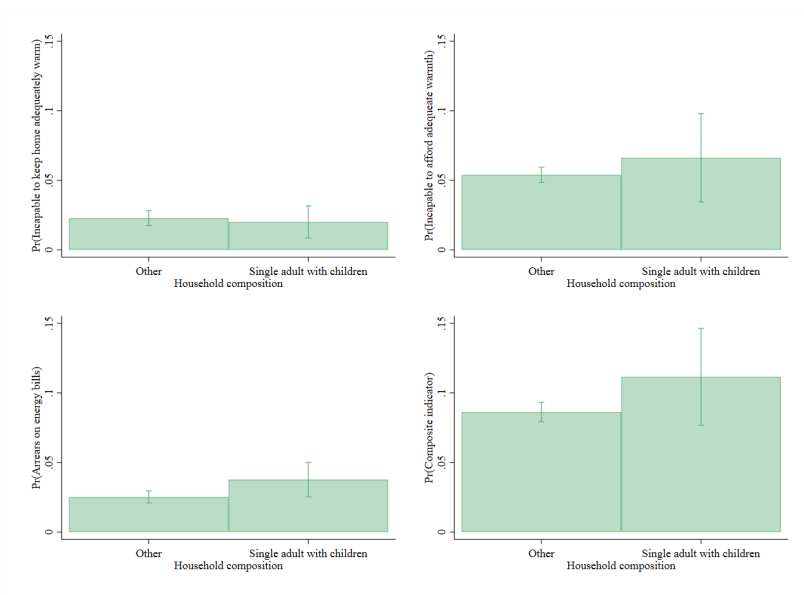 Pr(Incapable to keep home adequeately warm)
0
.05
.1
.15
Other
Single adult with children
Household composition
Pr(Incapable to afford adequeate warmth)
0
.05
.1
.15
Other
Single adult with children
Household composition
Pr(Arrears on energy bills)
0
.05
.1
.15
Other
Single adult with children
Household composition
Pr(Composite indicator)
0
.05
.1
.15
Other
Single adult with children
Household composition